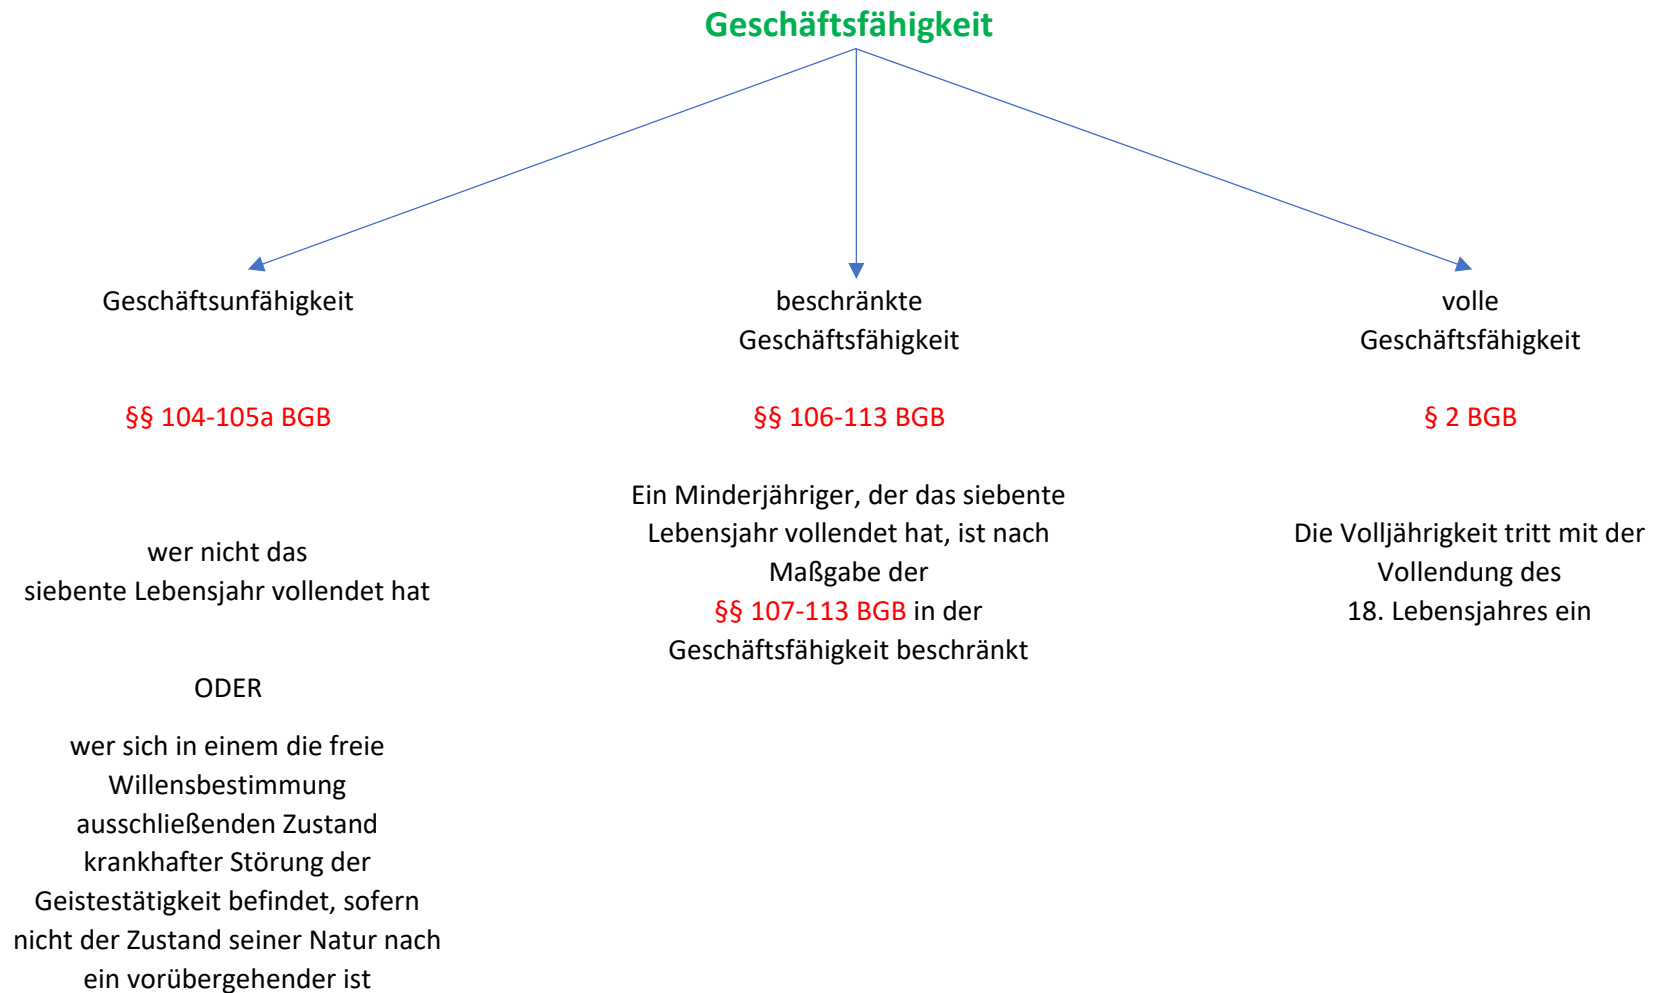 Geschäftsfähigkeit
Geschäftsunfähigkeit
§§ 104-105a BGB
wer nicht das
siebente Lebensjahr vollendet hat
ODER
wer sich in einem die freie
Willensbestimmung
ausschließenden Zustand
krankhafter Störung der
Geistestätigkeit befindet, sofern
nicht der Zustand seiner Natur nach
ein vorübergehender ist
beschränkte
Geschäftsfähigkeit
§§ 106-113 BGB
Ein Minderjähriger, der das siebente
Lebensjahr vollendet hat, ist nach
Maßgabe der
§§ 107-113 BGB in der
Geschäftsfähigkeit beschränkt
volle
Geschäftsfähigkeit
§ 2 BGB
Die Volljährigkeit tritt mit der
Vollendung des
18. Lebensjahres ein